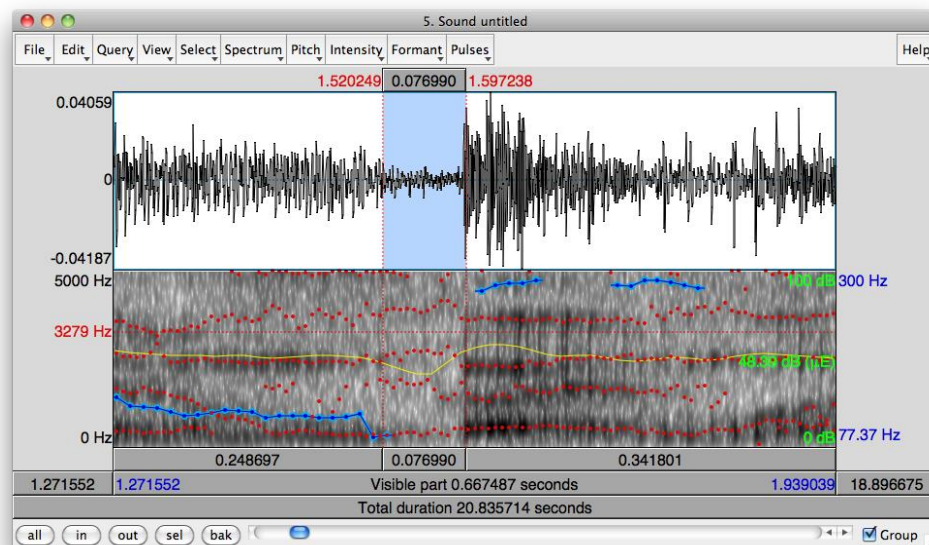 5. Sound untitled
File Edit Query View Select Spectrum Pitch Intensity Formant Pulses Help
1.520249 0.076990 1.597238
0.04059
0
-0.04187
5000 Hz 100 dB 300 Hz
3279 Hz
48.39 dB (µE)
0 Hz 0 dB 77.37 Hz
0.248697 0.076990 0.341801
1.271552 1.271552 Visible part 0.667487 seconds 1.939039 18.896675
Total duration 20.835714 seconds
all in out sel bak Group